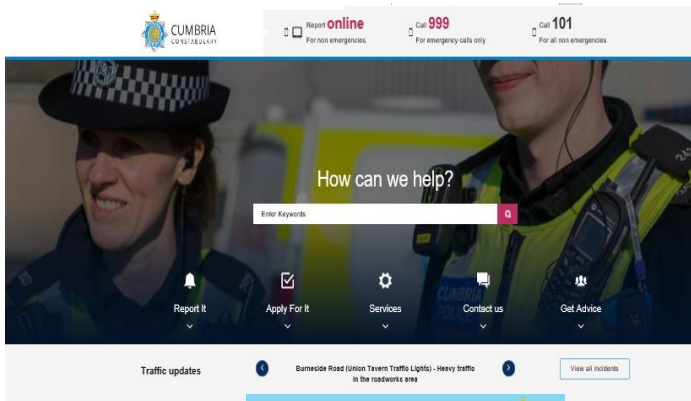 CUMBRIA
CONSTABULARY
Report online
For non emergencies
Call 999
For emergency calls only
Call 101
For all non emergencies
How can we help?
Enter Keywords
Report It
Apply For It
Services
Contact us
Get Advice
CUMBRIA
POLICE
Traffic updates
Burneside Road (Union Tavern Traffic Lights) - Heavy traffic
in the roadworks area
View all incidents